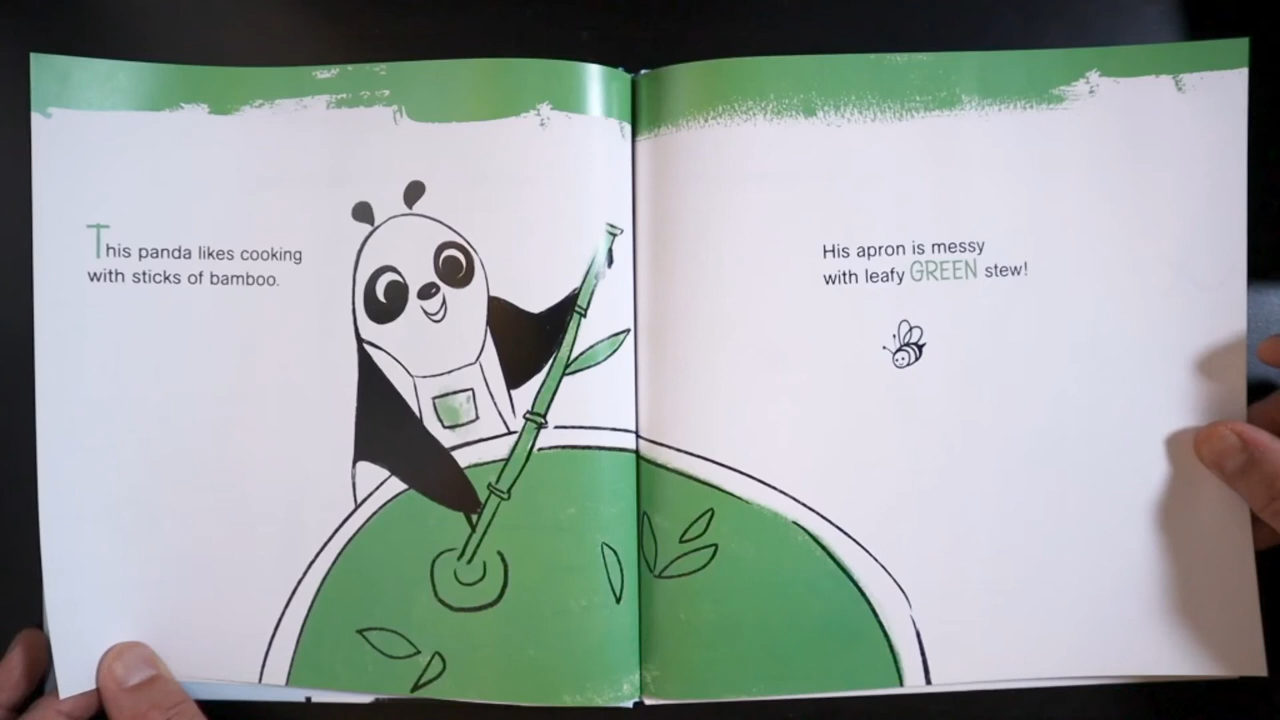 This panda likes cooking
with sticks of bamboo.
His apron is messy
with leafy GREEN stew!